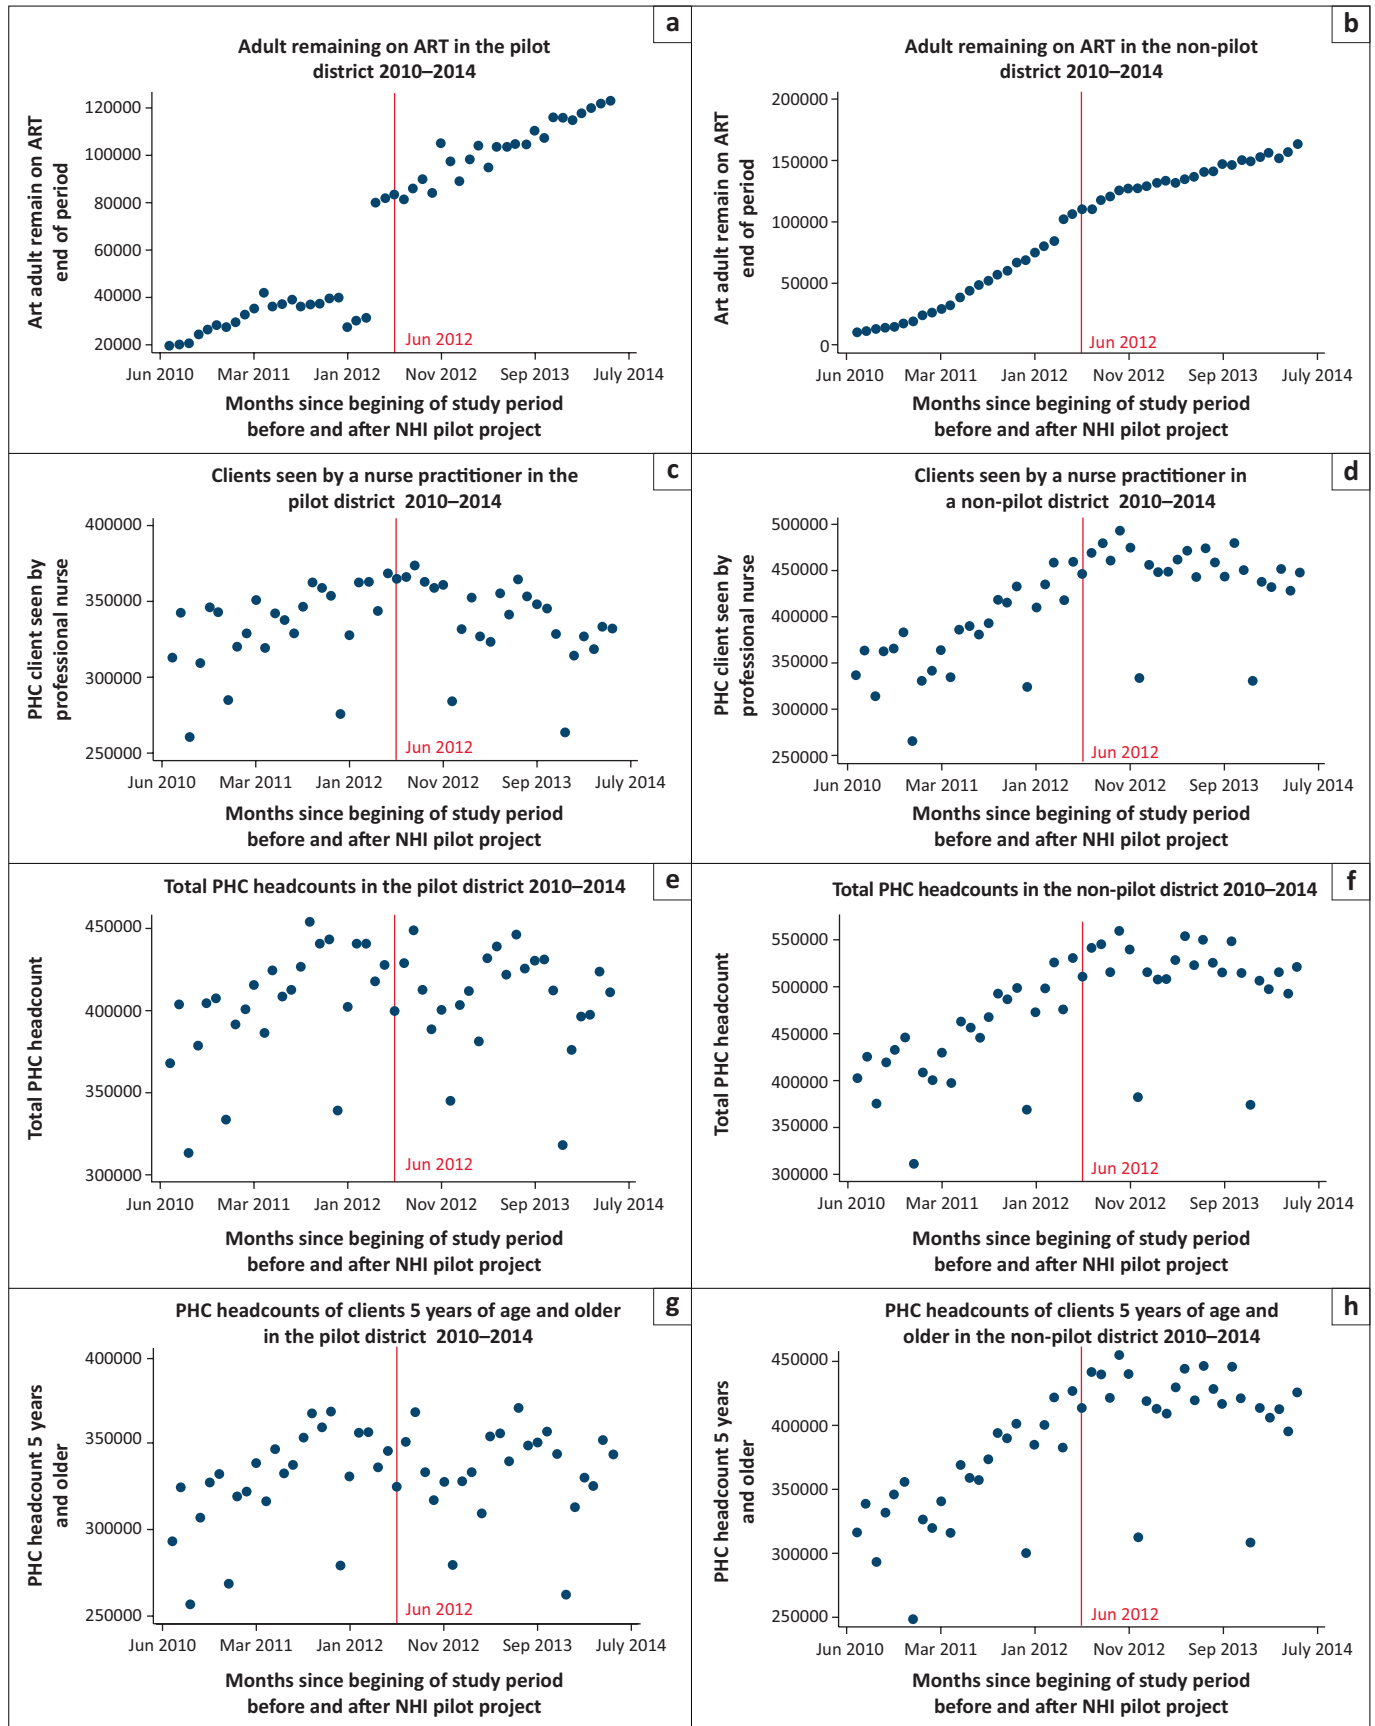 a
Adult remaining on ART in the pilot
district 2010–2014
Art adult remain on ART
end of period
120000
100000
80000
60000
40000
20000
Jun 2012
Jun 2010 Mar 2011 Jan 2012 Nov 2012 Sep 2013 July 2014
Months since begining of study period
before and after NHI pilot project
b
Adult remaining on ART in the non-pilot
district 2010–2014
Art adult remain on ART
end of period
200000
150000
100000
50000
0
Jun 2012
Jun 2010 Mar 2011 Jan 2012 Nov 2012 Sep 2013 July 2014
Months since begining of study period
before and after NHI pilot project
c
Clients seen by a nurse practitioner in the
pilot district 2010–2014
PHC client seen by
professional nurse
400000
350000
300000
250000
Jun 2012
Jun 2010 Mar 2011 Jan 2012 Nov 2012 Sep 2013 July 2014
Months since begining of study period
before and after NHI pilot project
d
Clients seen by a nurse practitioner in
a non-pilot district 2010–2014
PHC client seen by
professional nurse
500000
450000
400000
350000
300000
250000
Jun 2012
Jun 2010 Mar 2011 Jan 2012 Nov 2012 Sep 2013 July 2014
Months since begining of study period
before and after NHI pilot project
e
Total PHC headcounts in the pilot district 2010–2014
Total PHC headcount
450000
400000
350000
300000
Jun 2012
Jun 2010 Mar 2011 Jan 2012 Nov 2012 Sep 2013 July 2014
Months since begining of study period
before and after NHI pilot project
f
Total PHC headcounts in the non-pilot district 2010–2014
Total PHC headcount
550000
500000
450000
400000
350000
300000
Jun 2012
Jun 2010 Mar 2011 Jan 2012 Nov 2012 Sep 2013 July 2014
Months since begining of study period
before and after NHI pilot project
g
PHC headcounts of clients 5 years of age and older
in the pilot district 2010–2014
PHC headcount 5 years
and older
400000
350000
300000
250000
Jun 2012
Jun 2010 Mar 2011 Jan 2012 Nov 2012 Sep 2013 July 2014
Months since begining of study period
before and after NHI pilot project
h
PHC headcounts of clients 5 years of age and
older in the non-pilot district 2010–2014
PHC headcount 5 years
and older
450000
400000
350000
300000
250000
Jun 2012
Jun 2010 Mar 2011 Jan 2012 Nov 2012 Sep 2013 July 2014
Months since begining of study period
before and after NHI pilot project